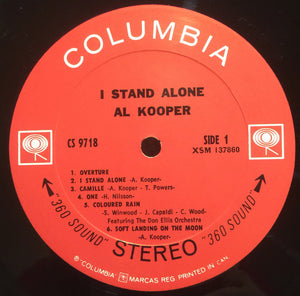 COLUMBIA
I STAND ALONE
AL KOOPER
CS 9718
SIDE 1
XSM 137860
1. OVERTURE
2. I STAND ALONE -A. Kooper-
3. CAMILLE -A. Kooper - T. Powers-
4. ONE -H. Nilsson-
5. COLOURED RAIN
-S. Winwood - J. Capaldi - C. Wood-
Featuring The Don Ellis Orchestra
6. SOFT LANDING ON THE MOON
-A. Kooper-
"360 SOUND" STEREO "360 SOUND"
® "COLUMBIA", MARCAS REG. PRINTED IN CAN.